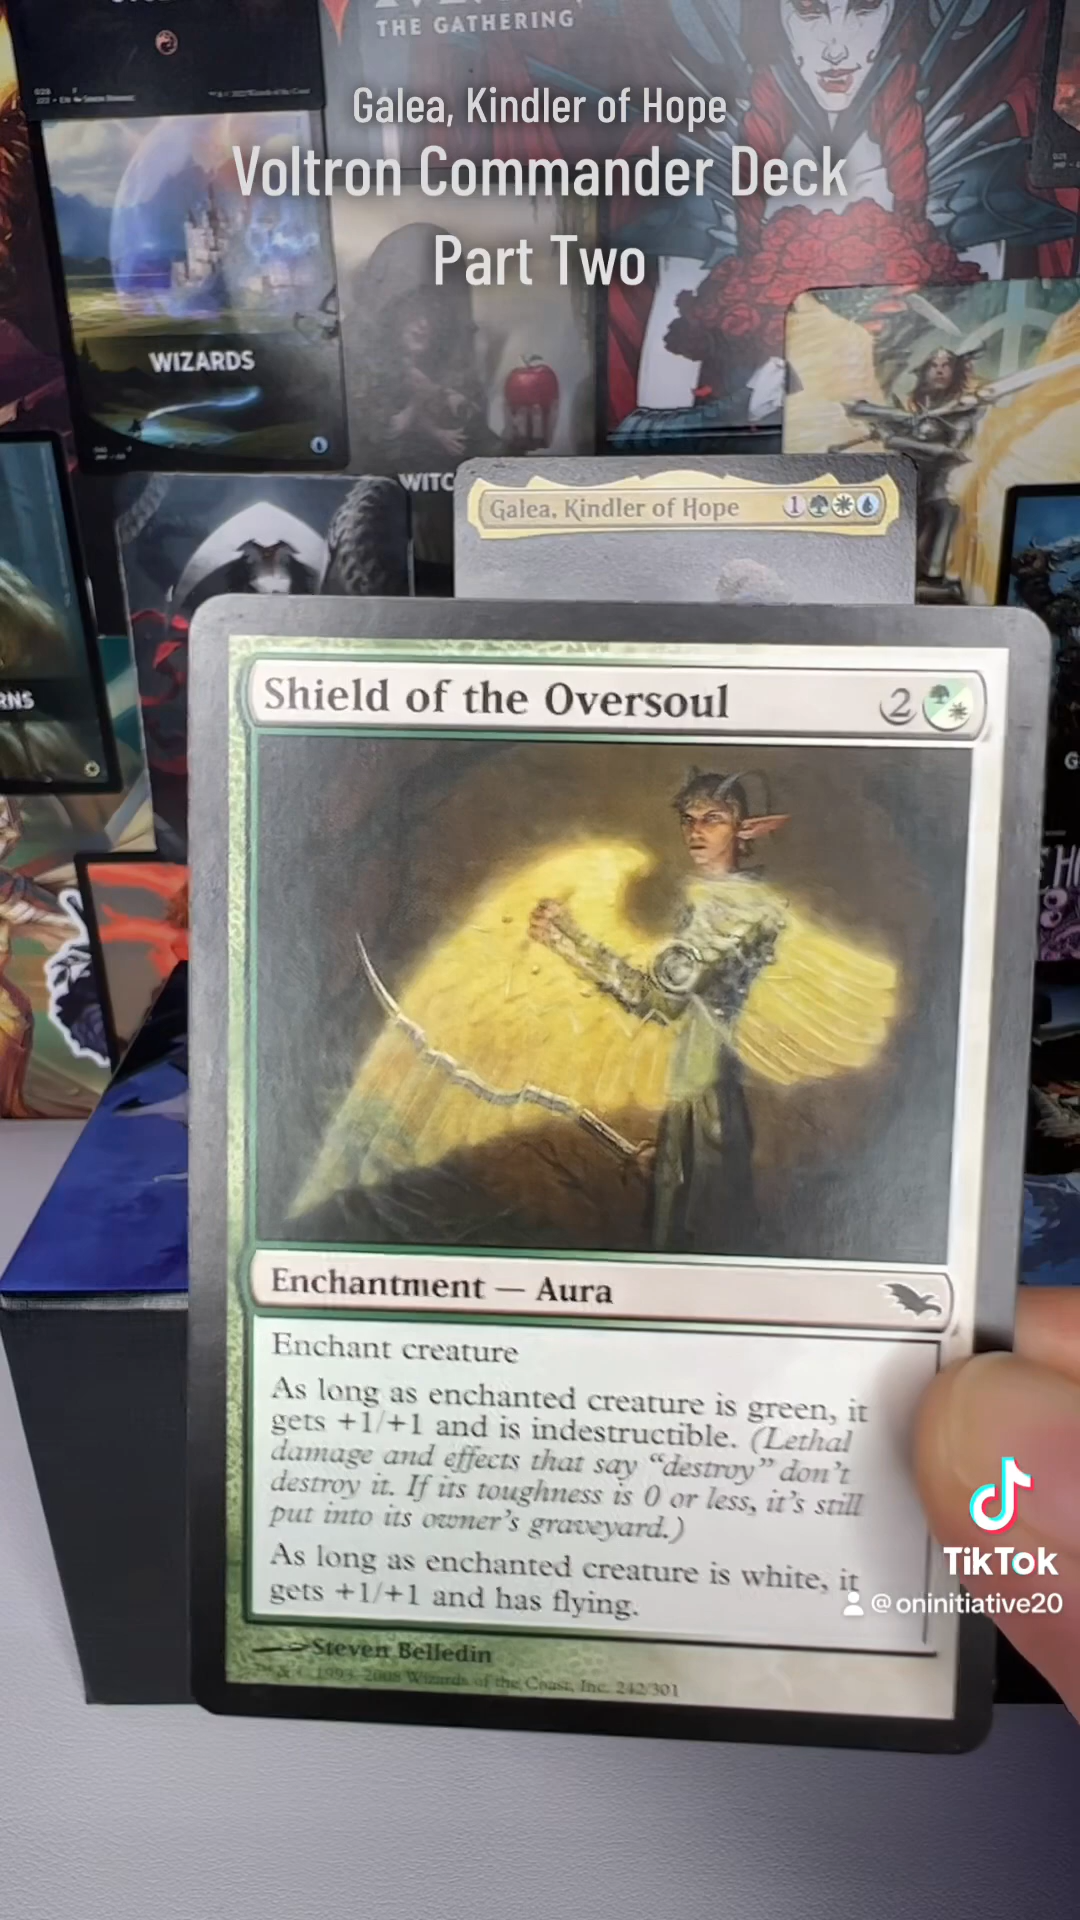 THE GATHERING
Galea, Kindler of Hope
Voltron Commander Deck
Part Two
WIZARDS
WITC
Galea, Kindler of Hope 1
RNS
Shield of the Oversoul 2
Enchantment — Aura
Enchant creature
As long as enchanted creature is green, it
gets +1/+1 and is indestructible. (Lethal
damage and effects that say “destroy” don’t
destroy it. If its toughness is 0 or less, it’s still
put into its owner’s graveyard.)
As long as enchanted creature is white, it
gets +1/+1 and has flying.
Steven Belledin
™ & © 1993–2008 Wizards of the Coast, Inc. 242/301
TikTok
@oninitiative20